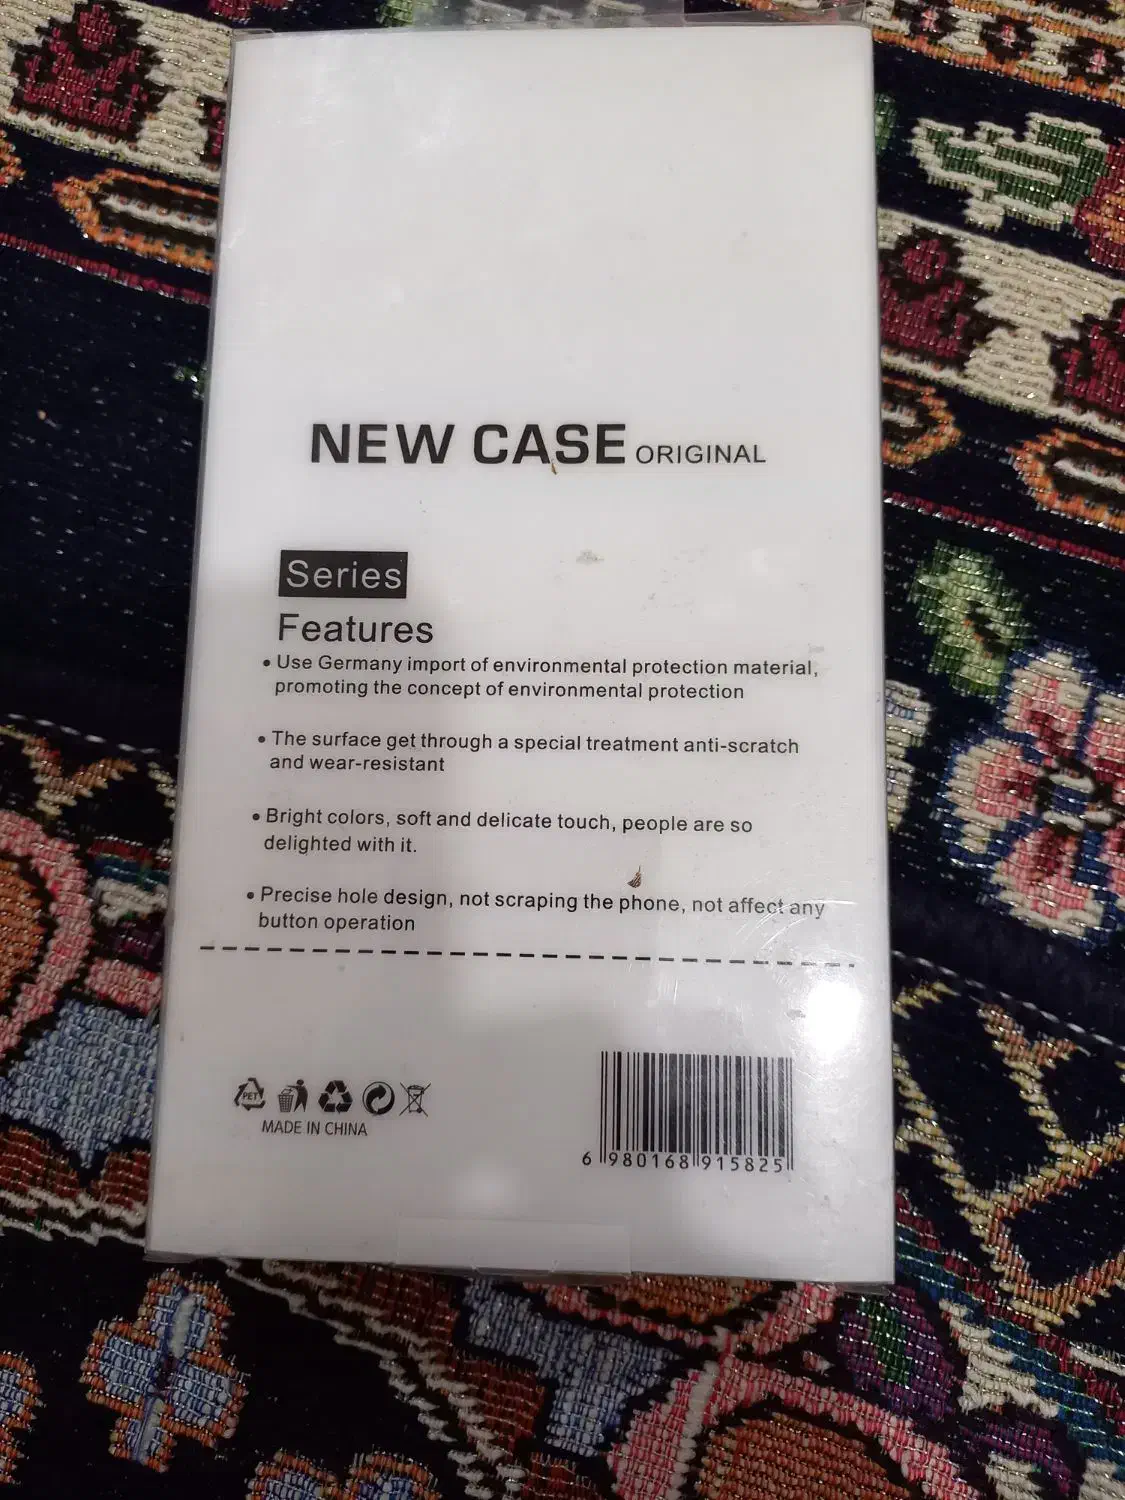 NEW CASE ORIGINAL
Series
Features
• Use Germany import of environmental protection material,
promoting the concept of environmental protection
• The surface get through a special treatment anti-scratch
and wear-resistant
• Bright colors, soft and delicate touch, people are so
delighted with it.
• Precise hole design, not scraping the phone, not affect any
button operation
PET
MADE IN CHINA
6 980168 915825